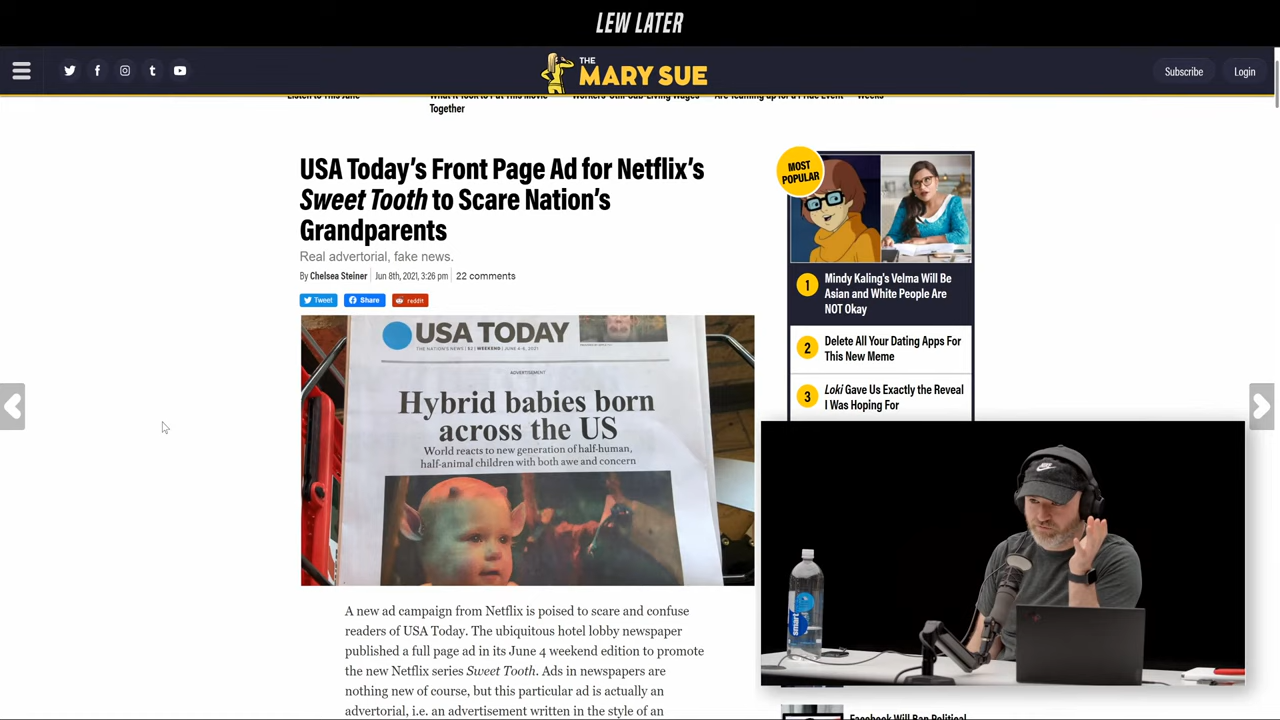 LEW LATER
THE
MARY SUE
Subscribe
Login
Together
USA Today’s Front Page Ad for Netflix’s
Sweet Tooth to Scare Nation’s
Grandparents
Real advertorial, fake news.
By Chelsea Steiner
Jun 8th, 2021, 3:26 pm
22 comments
Tweet
Share
reddit
USA TODAY
ADVERTISEMENT
Hybrid babies born
across the US
World reacts to new generation of half-human,
half-animal children with both awe and concern
A new ad campaign from Netflix is poised to scare and confuse
readers of USA Today. The ubiquitous hotel lobby newspaper
published a full page ad in its June 4 weekend edition to promote
the new Netflix series Sweet Tooth. Ads in newspapers are
nothing new of course, but this particular ad is actually an
advertorial, i.e. an advertisement written in the style of an
MOST
POPULAR
1
Mindy Kaling’s Velma Will Be
Asian and White People Are
NOT Okay
2
Delete All Your Dating Apps For
This New Meme
3
Loki Gave Us Exactly the Reveal
I Was Hoping For
smart
Facebook Will Ban Political